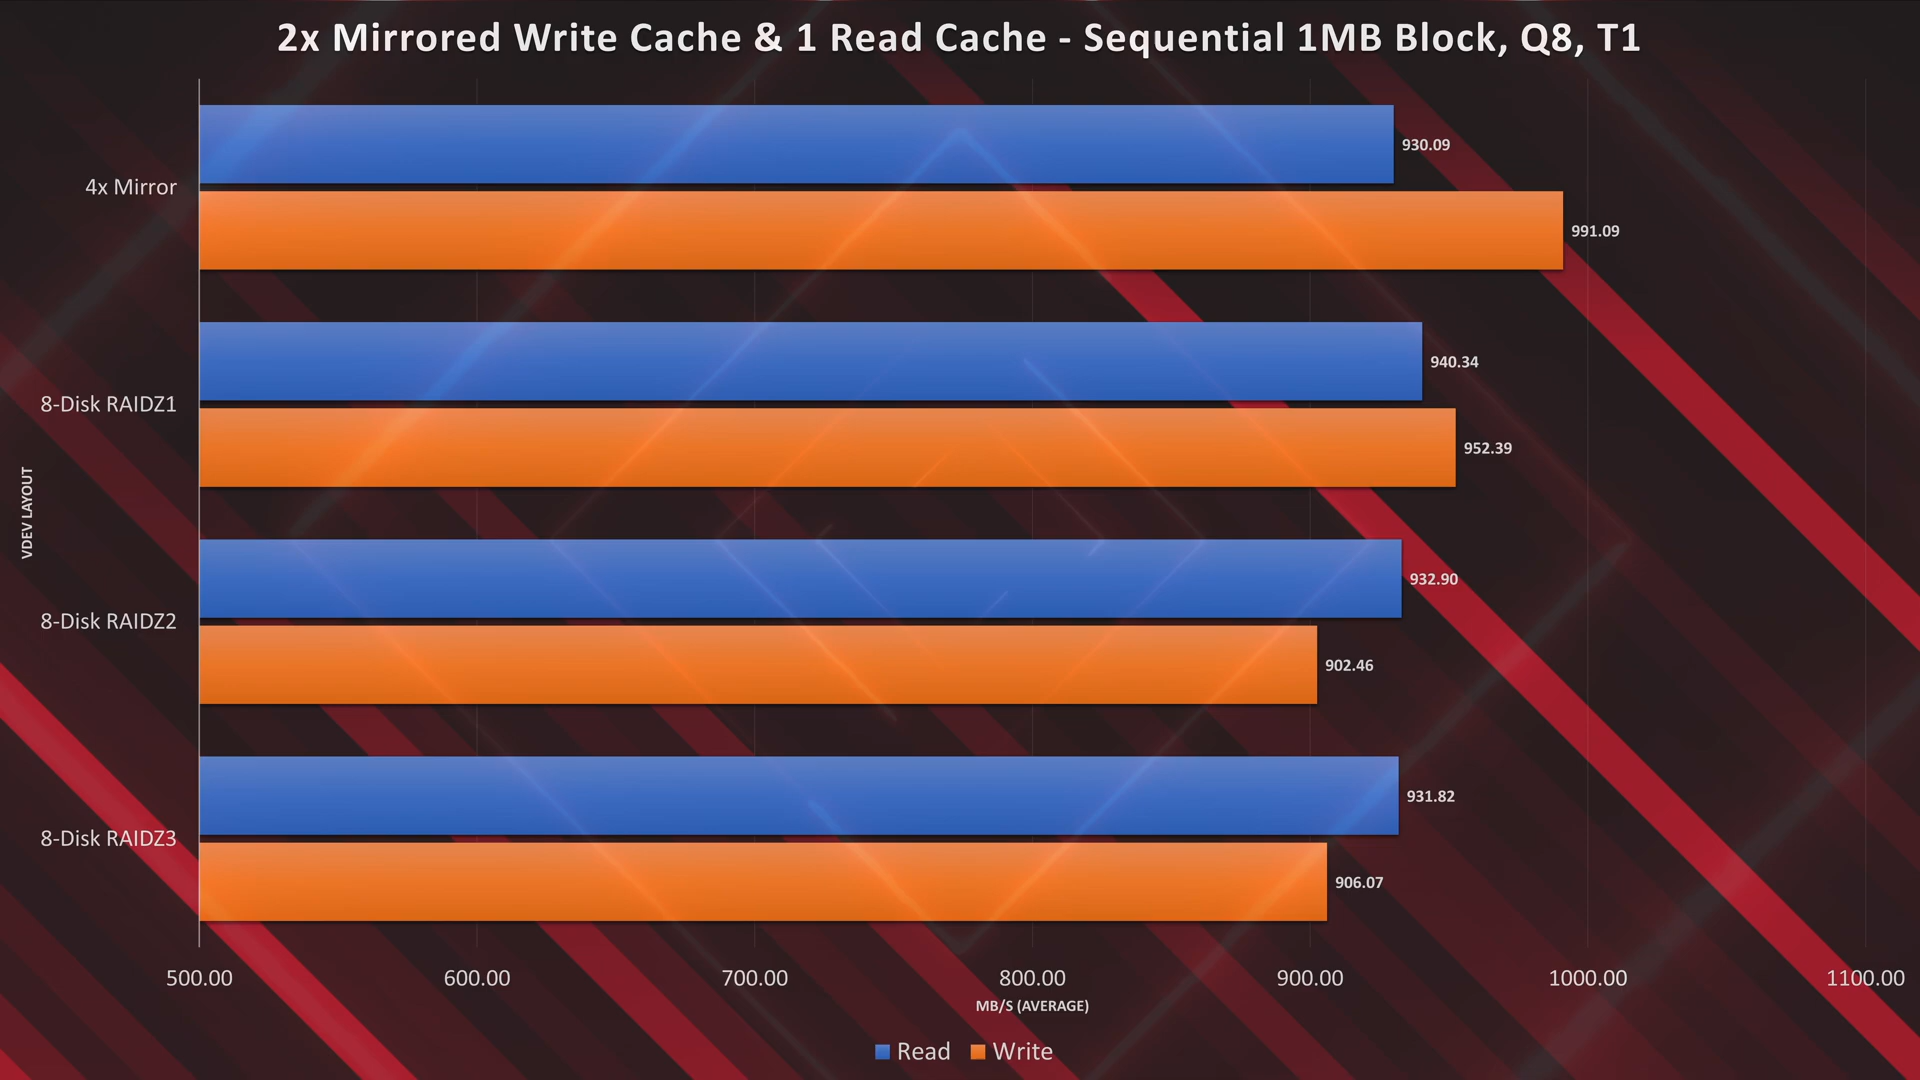 2x Mirrored Write Cache & 1 Read Cache - Sequential 1MB Block, Q8, T1
VDEV LAYOUT
4x Mirror
930.09
991.09
8-Disk RAIDZ1
940.34
952.39
8-Disk RAIDZ2
932.90
902.46
8-Disk RAIDZ3
931.82
906.07
500.00 600.00 700.00 800.00 900.00 1000.00 1100.00
MB/S (AVERAGE)
Read Write